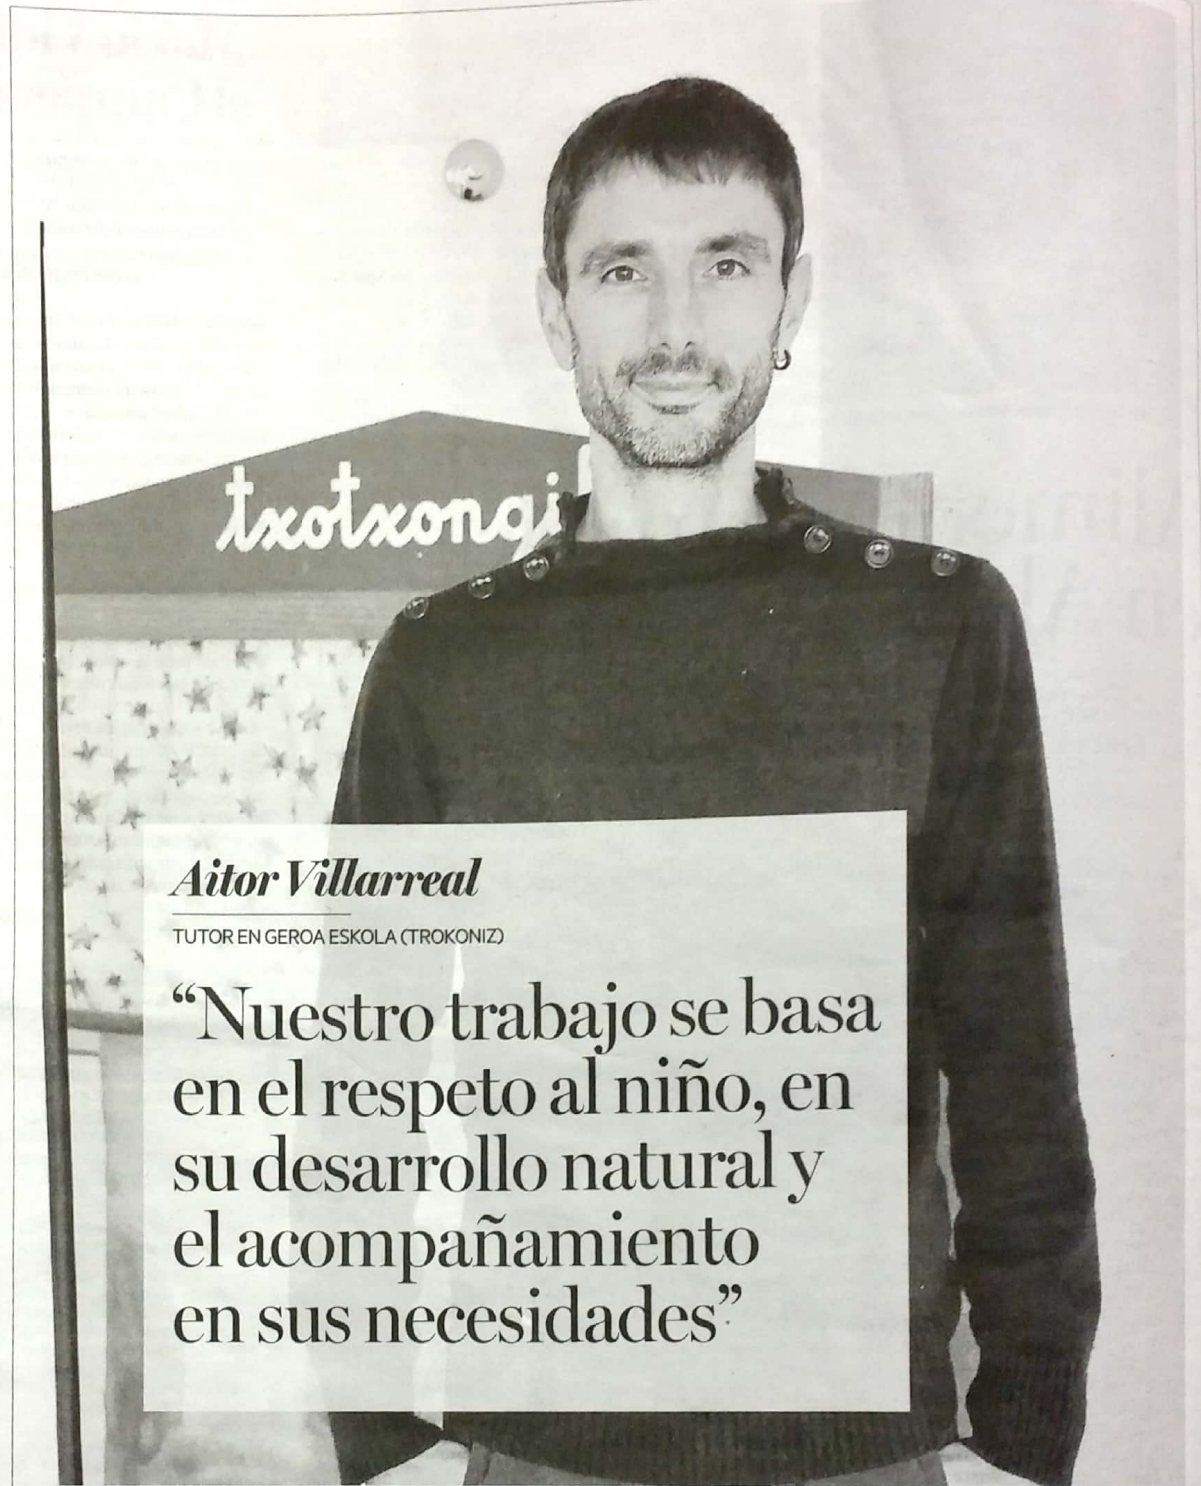 txotxongi
Aitor Villarreal
TUTOR EN GEROA ESKOLA (TROKONIZ)
“Nuestro trabajo se basa
en el respeto al niño, en
su desarrollo natural y
el acompañamiento
en sus necesidades”